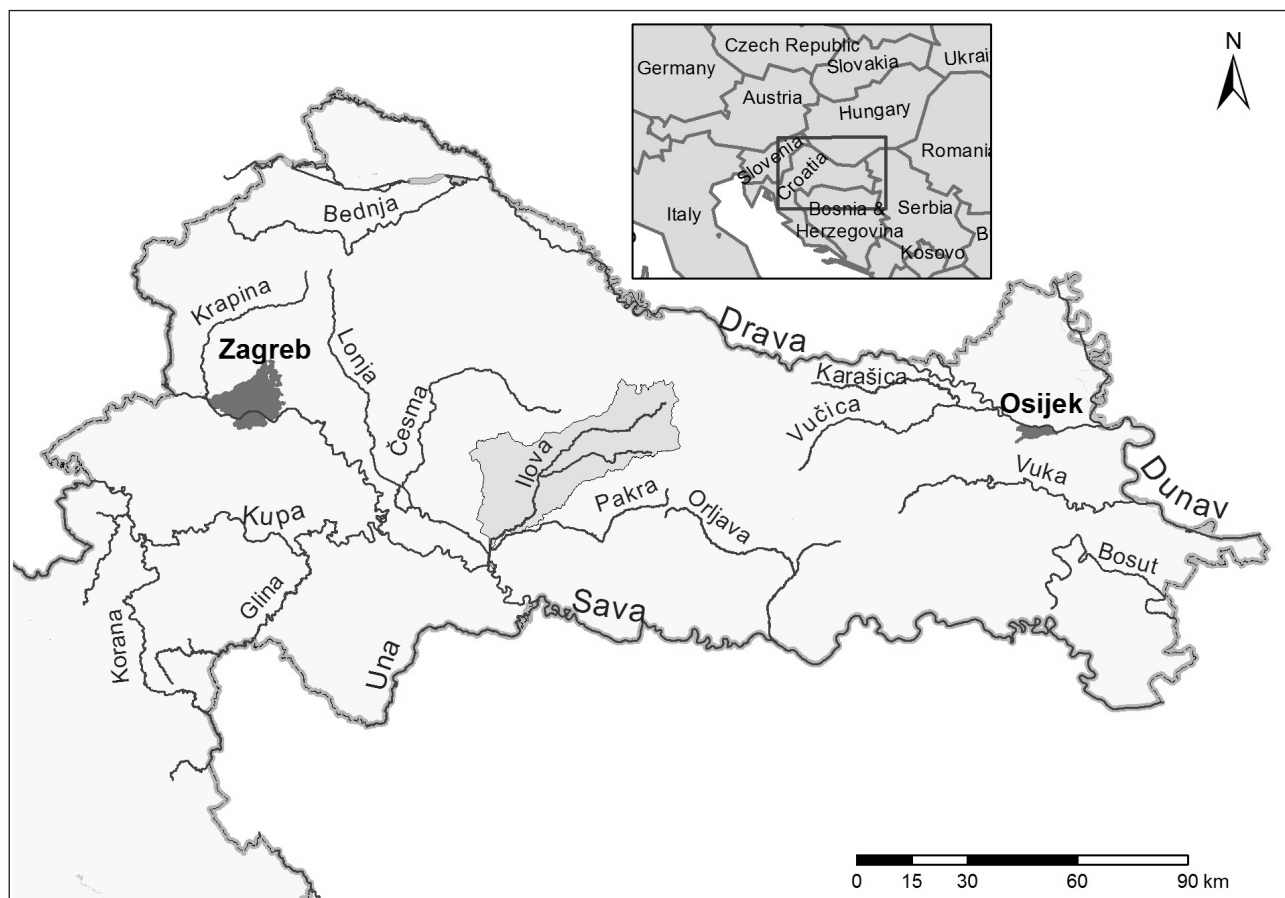 N
Czech Republic
Ukrai
Slovakia
Germany
Austria
Hungary
Slovenia
Croatia
Romania
Italy
Bosnia &
Herzegovina
Serbia
Kosovo
B
Bednja
Krapina
Zagreb
Lonja
Česma
Ilova
Pakra
Orljava
Drava
Karašica
Vučica
Osijek
Vuka
Dunav
Bosut
Kupa
Glina
Korana
Una
Sava
0 15 30 60 90 km